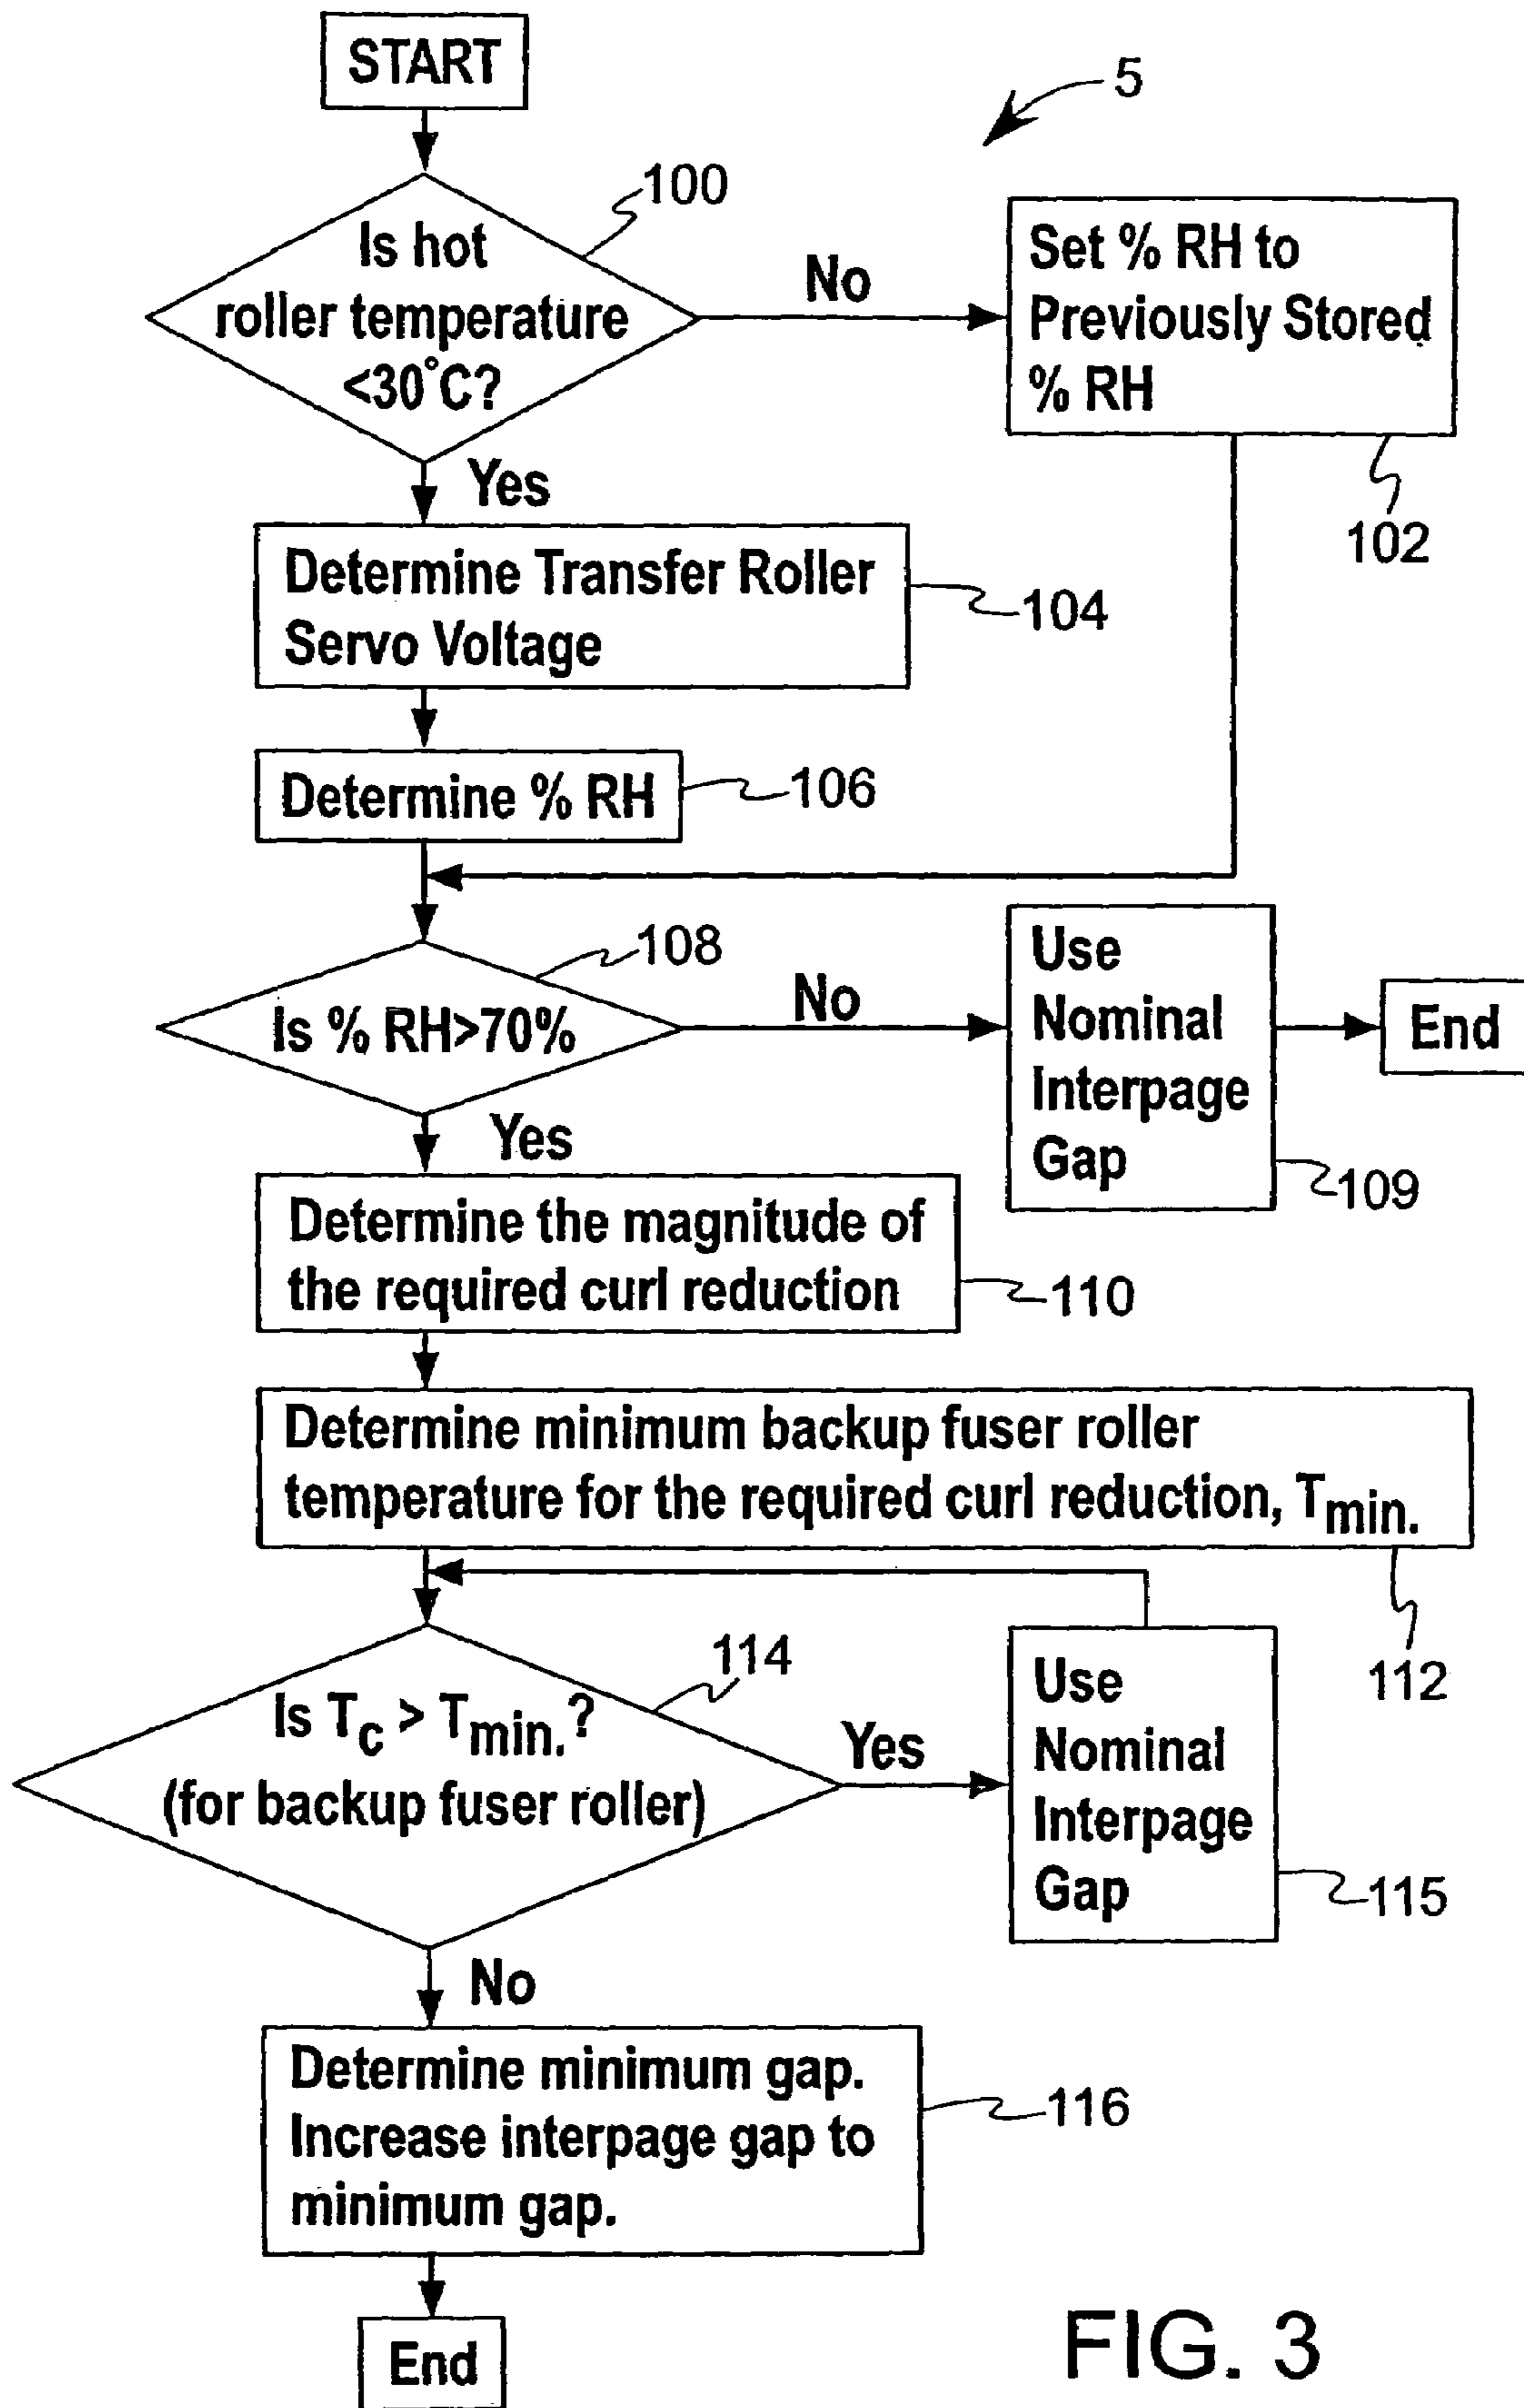 START
5
100
Is hot
roller temperature
<30°C?
No
Set % RH to
Previously Stored
% RH
102
Yes
Determine Transfer Roller
Servo Voltage
104
Determine % RH
106
108
Is % RH>70%
No
Use
Nominal
Interpage
Gap
109
End
Yes
Determine the magnitude of
the required curl reduction
110
Determine minimum backup fuser roller
temperature for the required curl reduction, Tmin.
112
114
Is Tc > Tmin.?
(for backup fuser roller)
Yes
Use
Nominal
Interpage
Gap
115
No
Determine minimum gap.
Increase interpage gap to
minimum gap.
116
End
FIG. 3